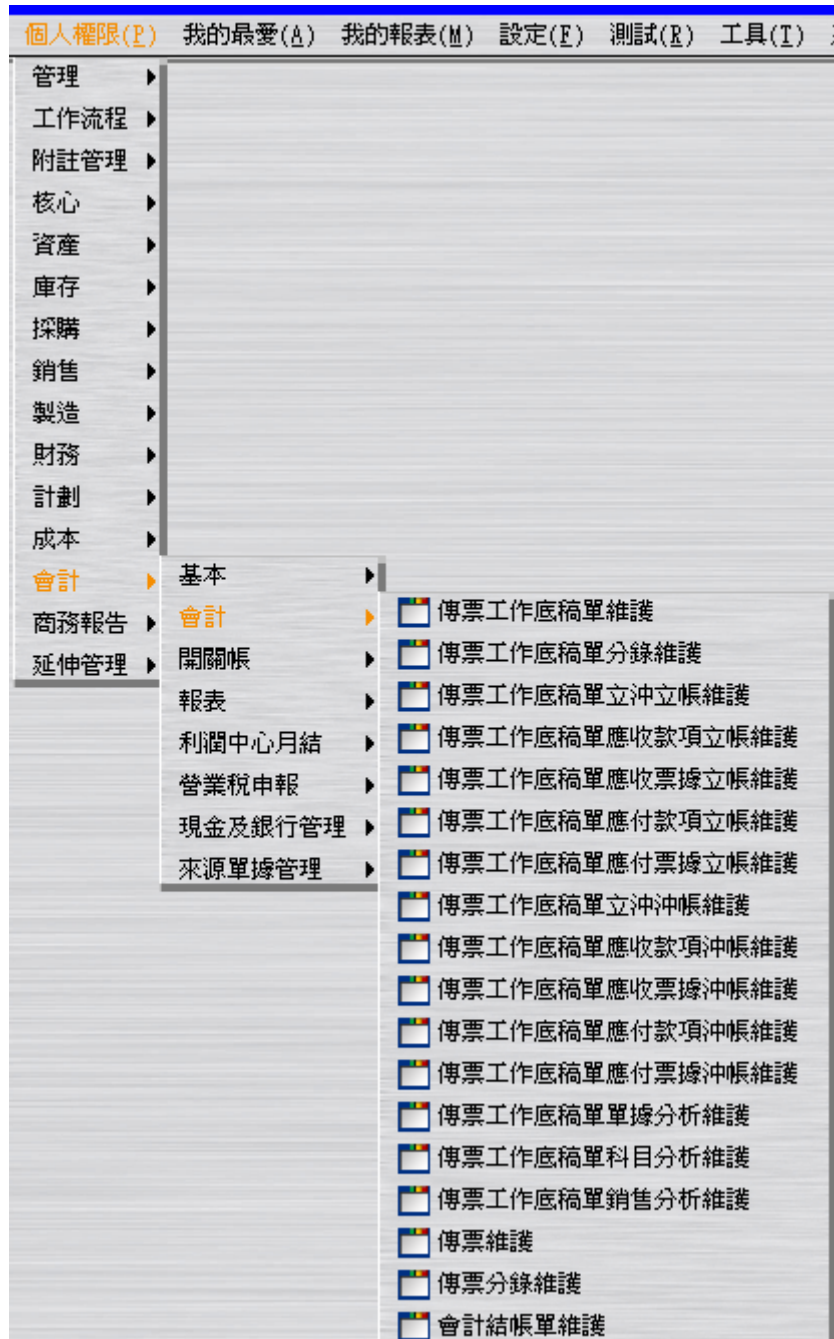 個人權限(P) 我的最愛(A) 我的報表(M) 設定(F) 測試(R) 工具(T)
管理
工作流程
附註管理
核心
資產
庫存
採購
銷售
製造
財務
計劃
成本
會計
商務報告
延伸管理
基本
會計
開關帳
報表
利潤中心月結
營業稅申報
現金及銀行管理
來源單據管理
傳票工作底稿單維護
傳票工作底稿單分錄維護
傳票工作底稿單立沖立帳維護
傳票工作底稿單應收款項立帳維護
傳票工作底稿單應收票據立帳維護
傳票工作底稿單應付款項立帳維護
傳票工作底稿單應付票據立帳維護
傳票工作底稿單立沖沖帳維護
傳票工作底稿單應收款項沖帳維護
傳票工作底稿單應收票據沖帳維護
傳票工作底稿單應付款項沖帳維護
傳票工作底稿單應付票據沖帳維護
傳票工作底稿單單據分析維護
傳票工作底稿單科目分析維護
傳票工作底稿單銷售分析維護
傳票維護
傳票分錄維護
會計結帳單維護